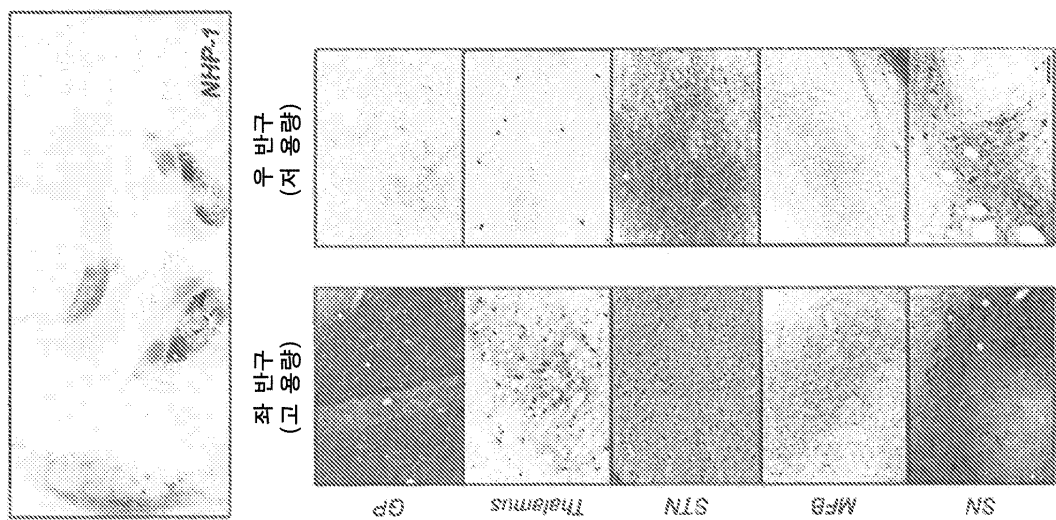 NHP-1
우 반구
(저 용량)
좌 반구
(고 용량)
GP
Thalamus
STN
MFB
SN